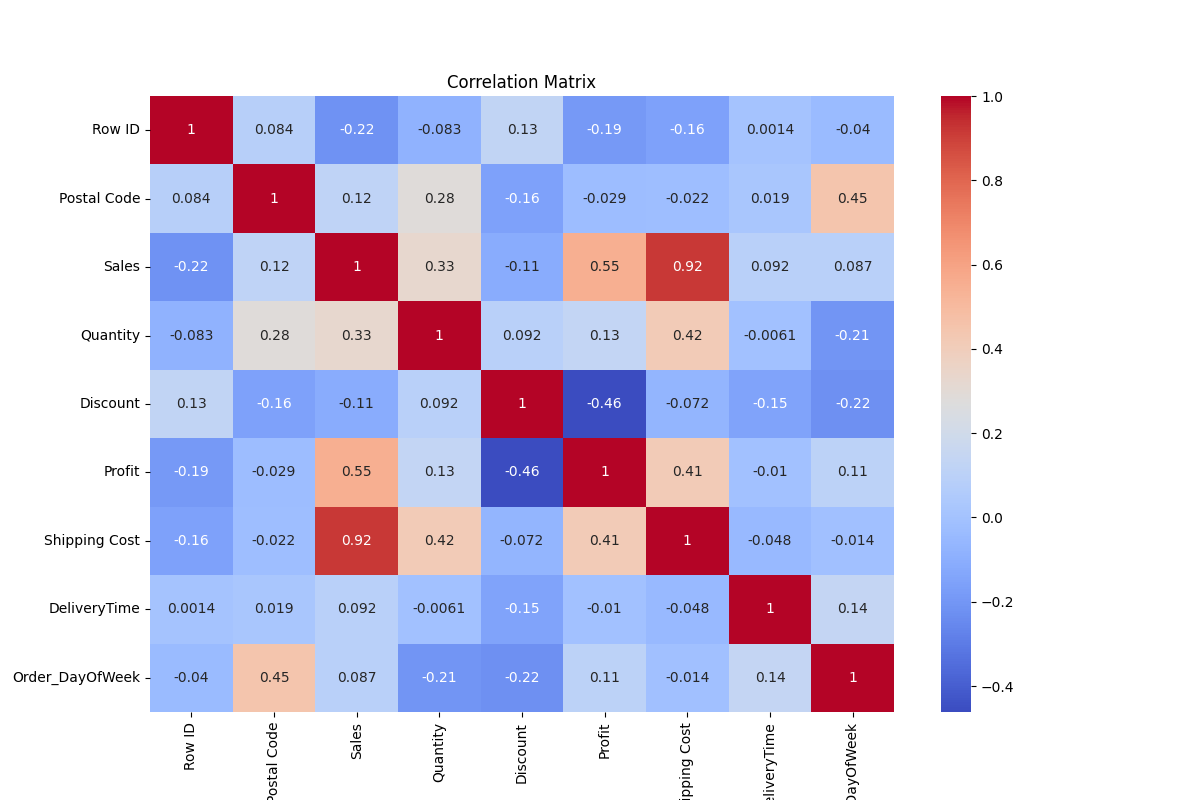 Correlation Matrix
Row ID 1 0.084 -0.22 -0.083 0.13 -0.19 -0.16 0.0014 -0.04
Postal Code 0.084 1 0.12 0.28 -0.16 -0.029 -0.022 0.019 0.45
Sales -0.22 0.12 1 0.33 -0.11 0.55 0.92 0.092 0.087
Quantity -0.083 0.28 0.33 1 0.092 0.13 0.42 -0.0061 -0.21
Discount 0.13 -0.16 -0.11 0.092 1 -0.46 -0.072 -0.15 -0.22
Profit -0.19 -0.029 0.55 0.13 -0.46 1 0.41 -0.01 0.11
Shipping Cost -0.16 -0.022 0.92 0.42 -0.072 0.41 1 -0.048 -0.014
DeliveryTime 0.0014 0.019 0.092 -0.0061 -0.15 -0.01 -0.048 1 0.14
Order_DayOfWeek -0.04 0.45 0.087 -0.21 -0.22 0.11 -0.014 0.14 1
Row ID
Postal Code
Sales
Quantity
Discount
Profit
ipping Cost
eliveryTime
DayOfWeek
1.0
0.8
0.6
0.4
0.2
0.0
−0.2
−0.4